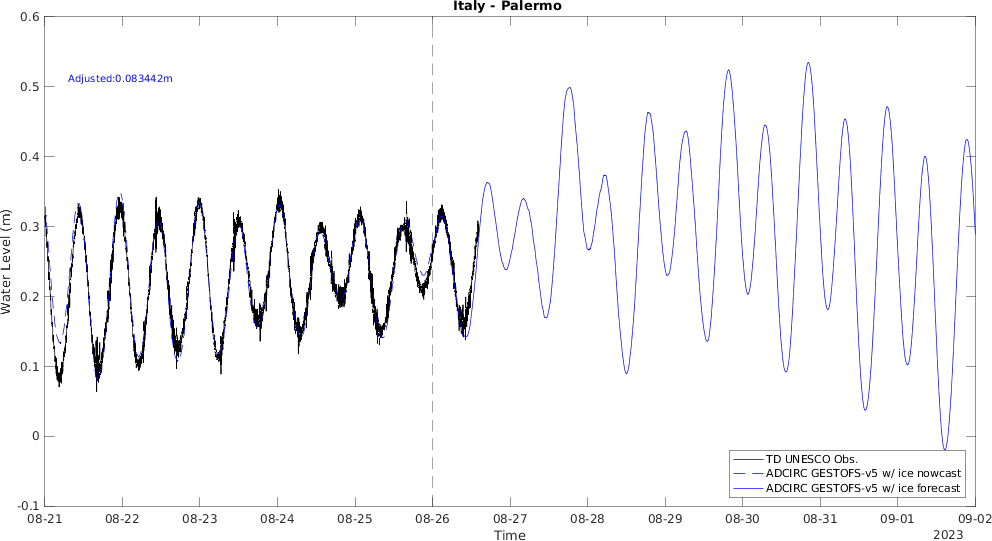 Italy - Palermo
0.6
0.5
0.4
0.3
0.2
0.1
0
-0.1
Water Level (m)
Adjusted:0.083442m
TD UNESCO Obs.
ADCIRC GESTOFS-v5 w/ ice nowcast
ADCIRC GESTOFS-v5 w/ ice forecast
08-21 08-22 08-23 08-24 08-25 08-26 08-27 08-28 08-29 08-30 08-31 09-01 09-02
Time
2023